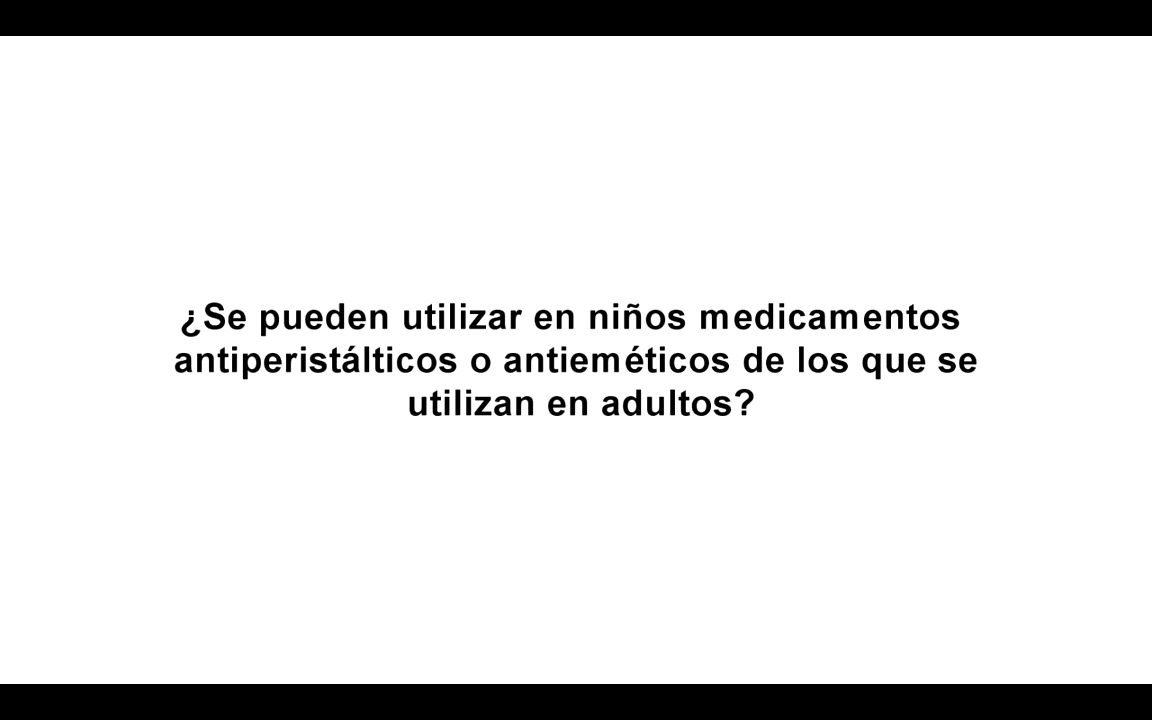 ¿Se pueden utilizar en niños medicamentos
antiperistálticos o antieméticos de los que se
utilizan en adultos?